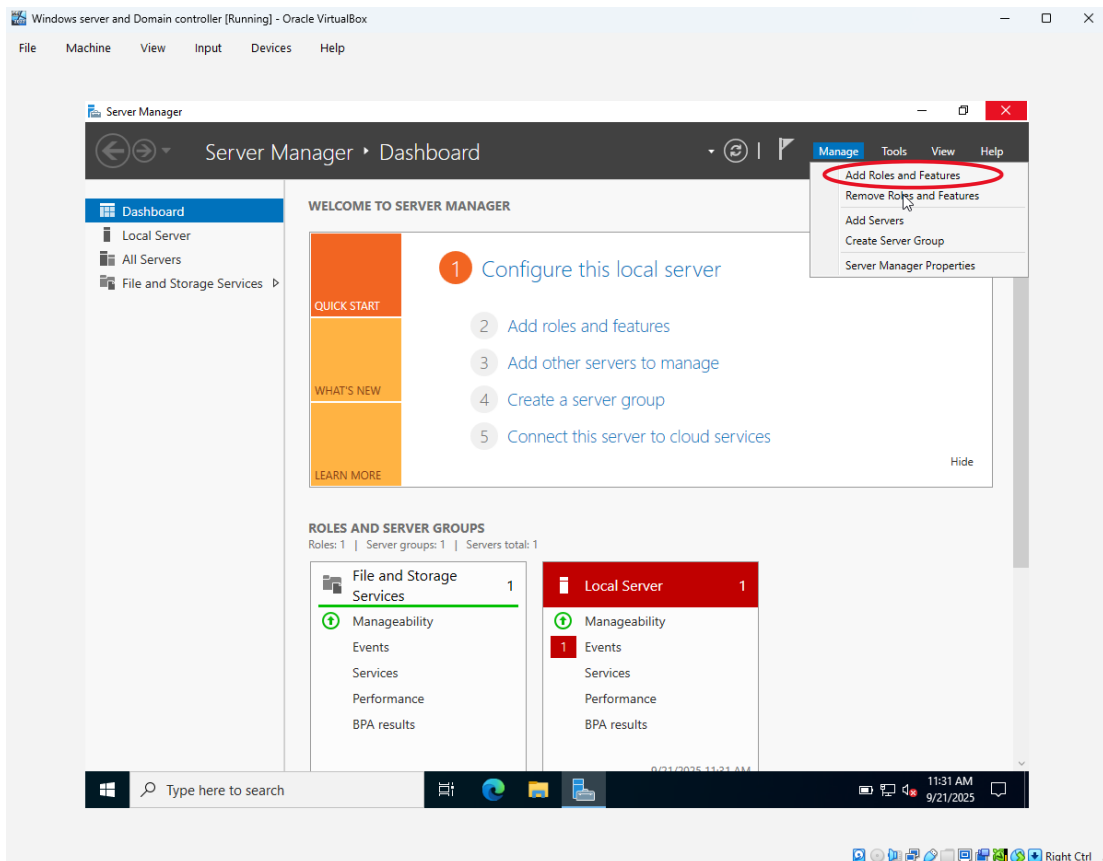 Windows server and Domain controller [Running] - Oracle VirtualBox
File Machine View Input Devices Help
Server Manager
Server Manager • Dashboard
Manage Tools View Help
Add Roles and Features
Remove Roles and Features
Add Servers
Create Server Group
Server Manager Properties
Dashboard
Local Server
All Servers
File and Storage Services
WELCOME TO SERVER MANAGER
QUICK START
WHAT'S NEW
LEARN MORE
1 Configure this local server
2 Add roles and features
3 Add other servers to manage
4 Create a server group
5 Connect this server to cloud services
Hide
ROLES AND SERVER GROUPS
Roles: 1 | Server groups: 1 | Servers total: 1
File and Storage
Services
1
Manageability
Events
Services
Performance
BPA results
Local Server 1
Manageability
1 Events
Services
Performance
BPA results
9/21/2025 11:31 AM
Type here to search
11:31 AM
9/21/2025
Right Ctrl